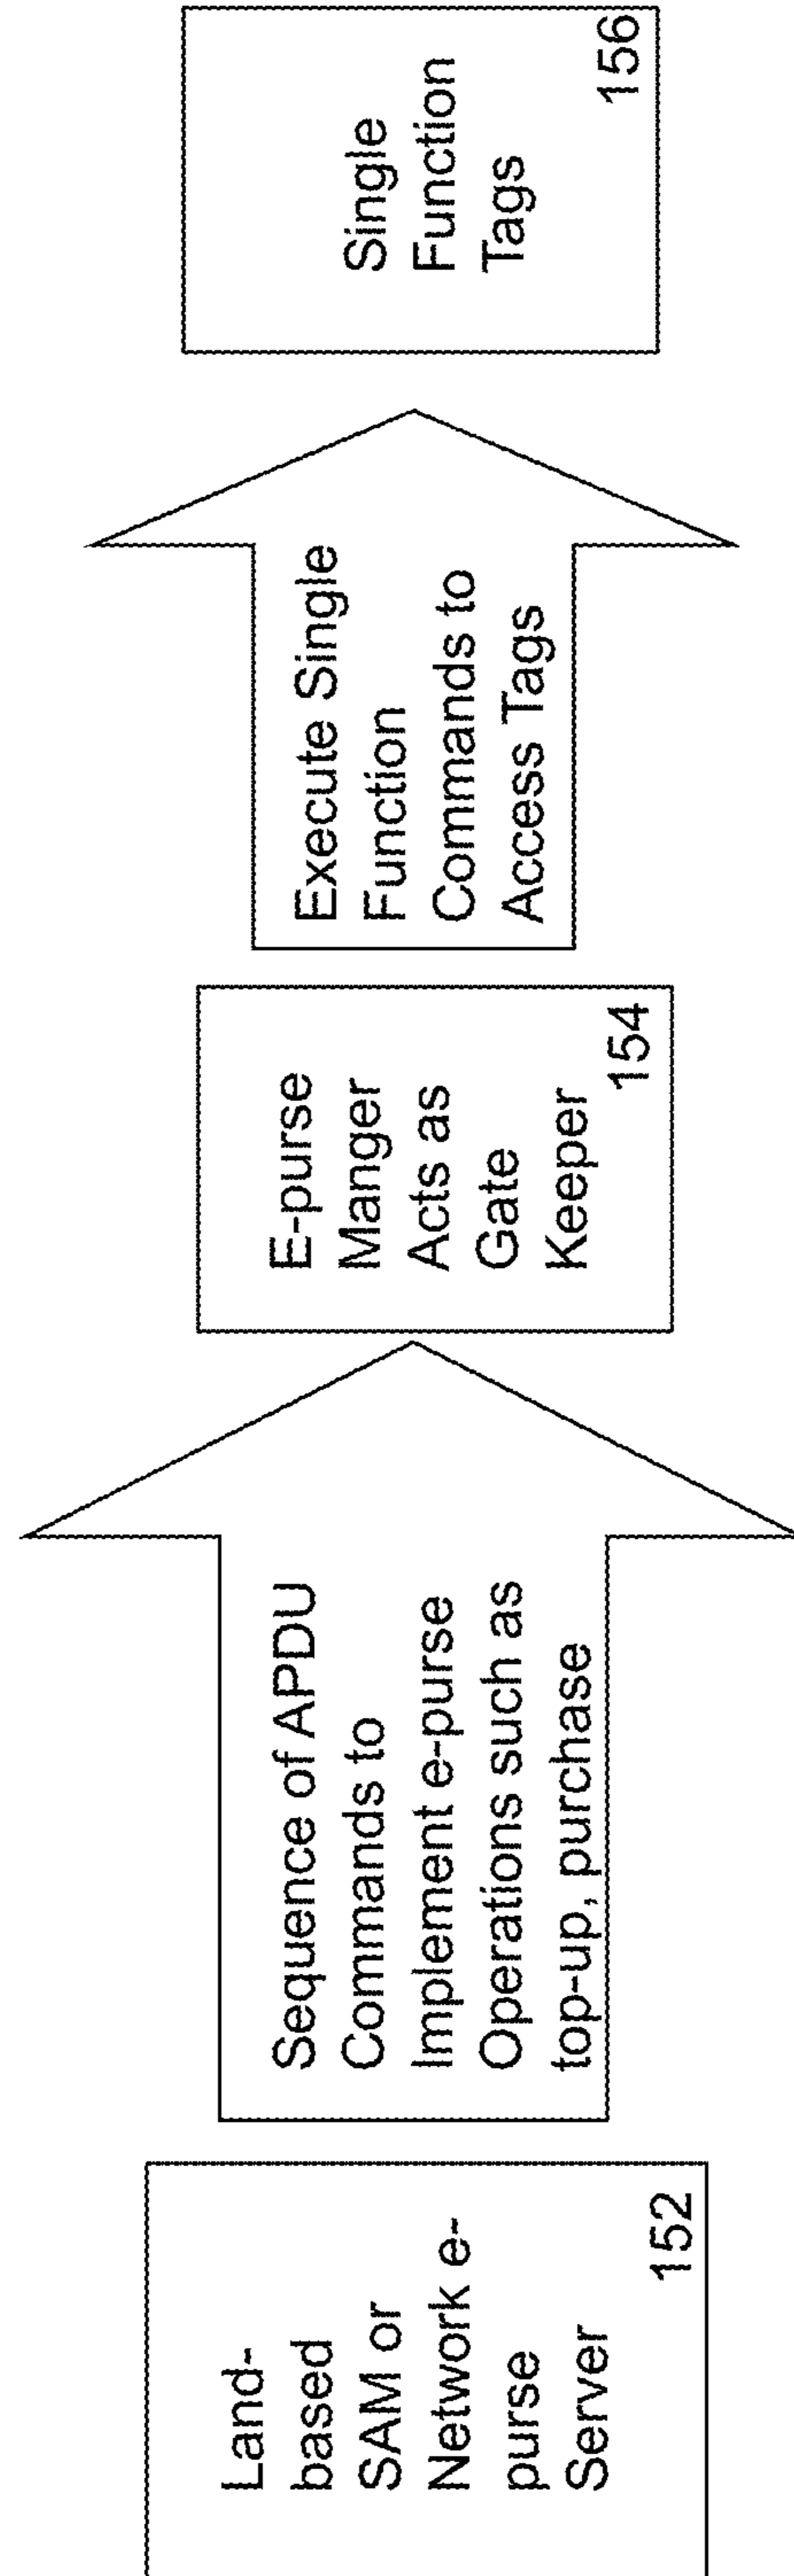 Land-
based
SAM or
Network e-
purse
Server
152
Sequence of APDU
Commands to
Implement e-purse
Operations such as
top-up, purchase
E-purse
Manger
Acts as
Gate
Keeper
154
Execute Single
Function
Commands to
Access Tags
Single
Function
Tags
156